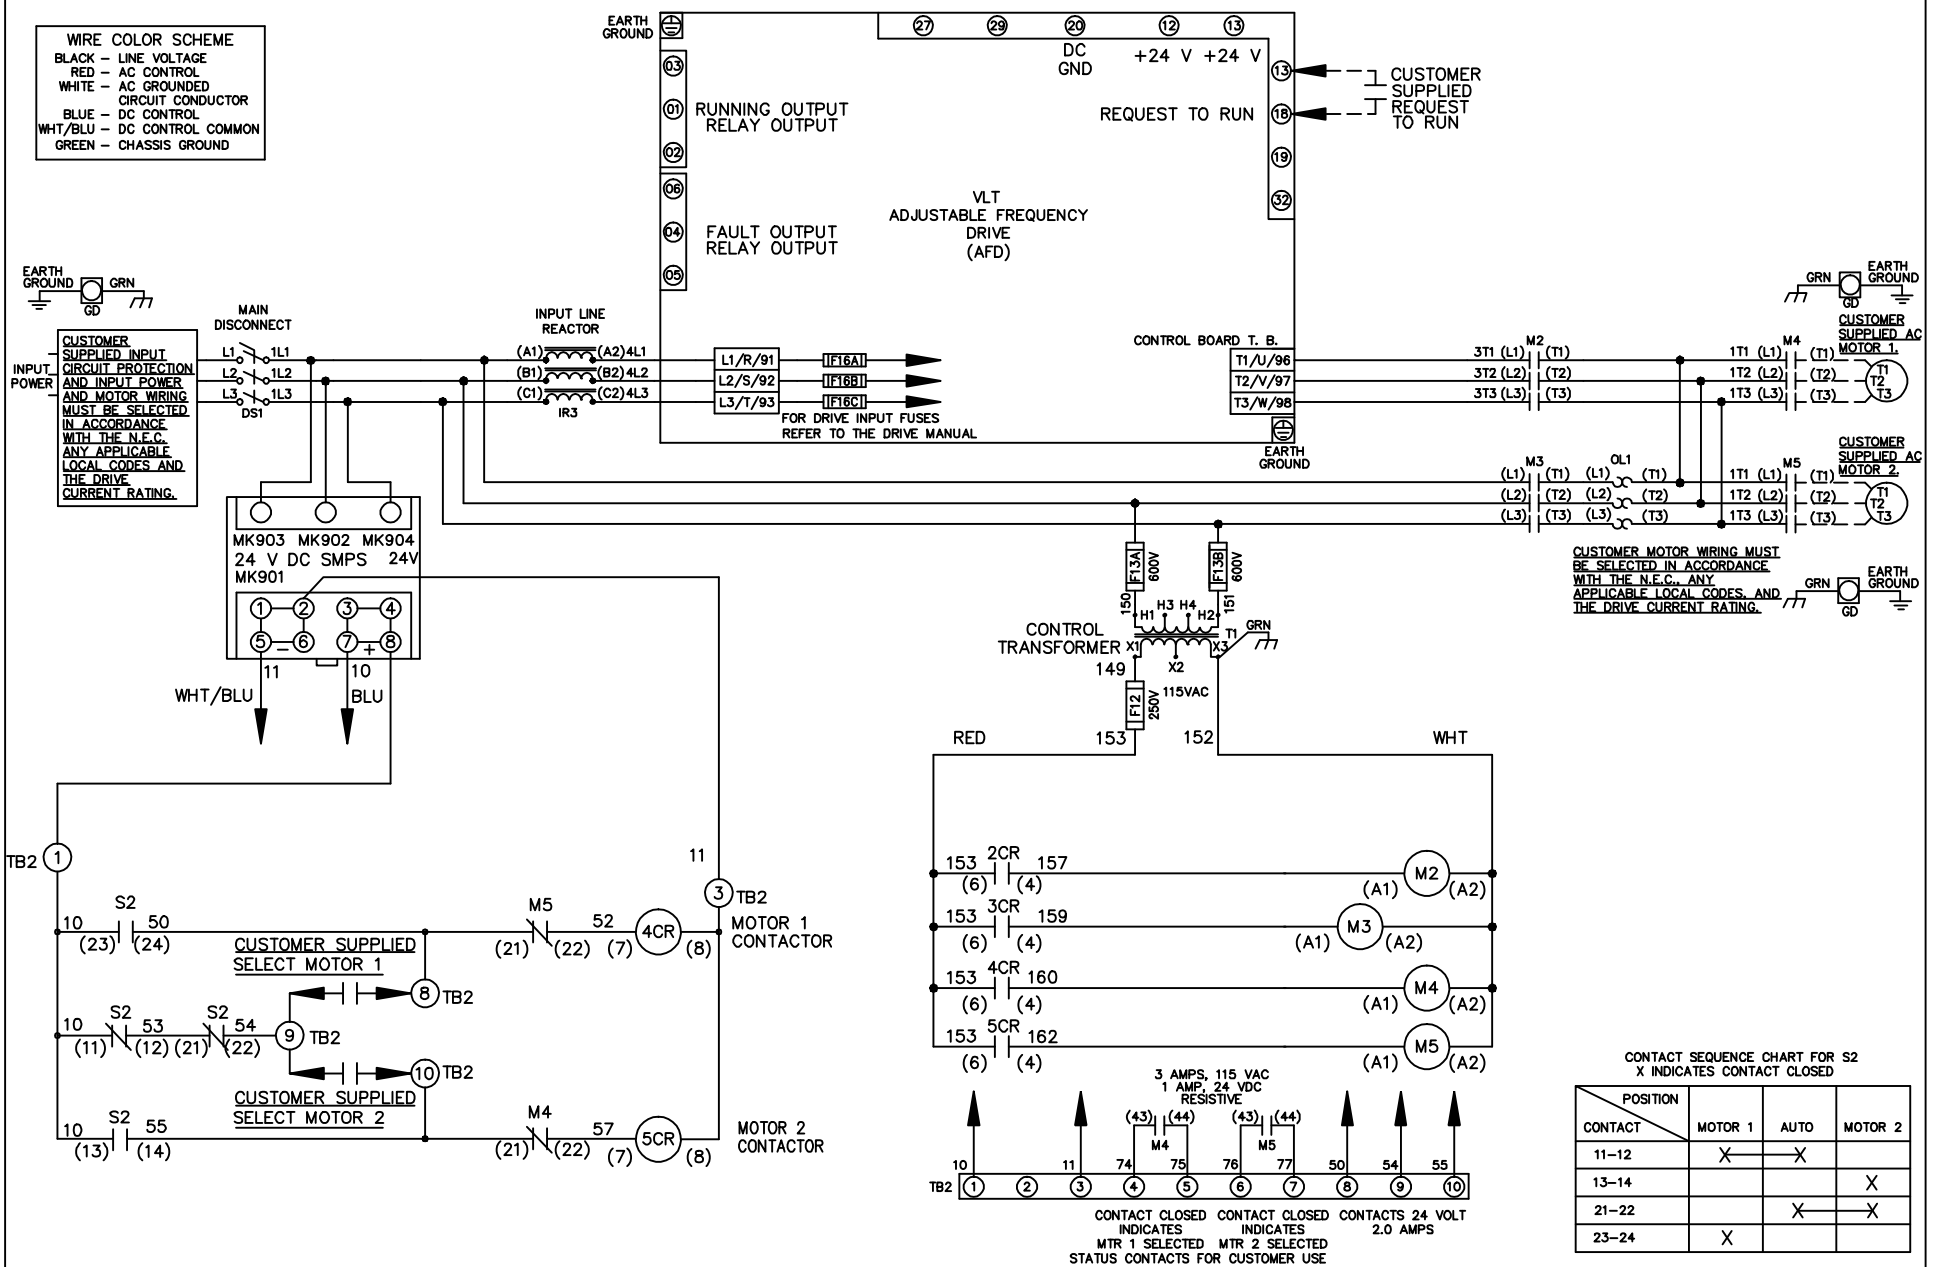 WIRE COLOR SCHEME
BLACK – LINE VOLTAGE
RED – AC CONTROL
WHITE – AC GROUNDED
CIRCUIT CONDUCTOR
BLUE – DC CONTROL
WHT/BLU – DC CONTROL COMMON
GREEN – CHASSIS GROUND
EARTH
GROUND
27 29 20 12 13
DC
GND
+24 V +24 V
03
01
02
RUNNING OUTPUT
RELAY OUTPUT
06
04
05
FAULT OUTPUT
RELAY OUTPUT
13
18
19
32
REQUEST TO RUN
CUSTOMER
SUPPLIED
REQUEST
TO RUN
VLT
ADJUSTABLE FREQUENCY
DRIVE
(AFD)
EARTH
GROUND
GRN
GD
INPUT
POWER
CUSTOMER
SUPPLIED INPUT
CIRCUIT PROTECTION
AND INPUT POWER
AND MOTOR WIRING
MUST BE SELECTED
IN ACCORDANCE
WITH THE N.E.C.
ANY APPLICABLE
LOCAL CODES AND
THE DRIVE
CURRENT RATING.
MAIN
DISCONNECT
L1 1L1
L2 1L2
L3 1L3
DS1
INPUT LINE
REACTOR
(A1) (A2) 4L1
(B1) (B2) 4L2
(C1) (C2) 4L3
IR3
L1/R/91 F16A
L2/S/92 F16B
L3/T/93 F16C
FOR DRIVE INPUT FUSES
REFER TO THE DRIVE MANUAL
CONTROL BOARD T. B.
T1/U/96
T2/V/97
T3/W/98
EARTH
GROUND
M2
3T1 (L1) (T1)
3T2 (L2) (T2)
3T3 (L3) (T3)
M4
1T1 (L1) (T1)
1T2 (L2) (T2)
1T3 (L3) (T3)
GRN
GD
EARTH
GROUND
CUSTOMER
SUPPLIED AC
MOTOR 1.
T1
T2
T3
M3
(L1) (T1)
(L2) (T2)
(L3) (T3)
OL1
(L1) (T1)
(L2) (T2)
(L3) (T3)
M5
1T1 (L1) (T1)
1T2 (L2) (T2)
1T3 (L3) (T3)
CUSTOMER
SUPPLIED AC
MOTOR 2.
T1
T2
T3
CUSTOMER MOTOR WIRING MUST
BE SELECTED IN ACCORDANCE
WITH THE N.E.C., ANY
APPLICABLE LOCAL CODES, AND
THE DRIVE CURRENT RATING.
GRN
GD
EARTH
GROUND
MK903 MK902 MK904
24 V DC SMPS 24V
MK901
1 2 3 4
5 – 6 7 + 8
11 10
WHT/BLU BLU
F13A 600V
F13B 600V
150 151
H1 H3 H4 H2
CONTROL
TRANSFORMER
T1
GRN
X1 X2 X3
149
115VAC
F12 250V
153 152
RED WHT
TB2 1
11
3 TB2
S2
10 50
(23) (24)
M5
(21) (22)
52
(7) 4CR (8)
MOTOR 1
CONTACTOR
CUSTOMER SUPPLIED
SELECT MOTOR 1
8 TB2
S2 S2
10 53 54
(11) (12) (21) (22)
9 TB2
10 TB2
CUSTOMER SUPPLIED
SELECT MOTOR 2
S2
10 55
(13) (14)
M4
(21) (22)
57
(7) 5CR (8)
MOTOR 2
CONTACTOR
2CR
153 157
(6) (4)
(A1) M2 (A2)
3CR
153 159
(6) (4)
(A1) M3 (A2)
4CR
153 160
(6) (4)
(A1) M4 (A2)
5CR
153 162
(6) (4)
(A1) M5 (A2)
3 AMPS, 115 VAC
1 AMP, 24 VDC
RESISTIVE
(43) (44) (43) (44)
M4 M5
10 11 74 75 76 77 50 54 55
TB2 1 2 3 4 5 6 7 8 9 10
CONTACT CLOSED
INDICATES
MTR 1 SELECTED
CONTACT CLOSED
INDICATES
MTR 2 SELECTED
STATUS CONTACTS FOR CUSTOMER USE
CONTACTS 24 VOLT
2.0 AMPS
CONTACT SEQUENCE CHART FOR S2
X INDICATES CONTACT CLOSED
POSITION
CONTACT MOTOR 1 AUTO MOTOR 2
11–12 X X
13–14 X
21–22 X X
23–24 X